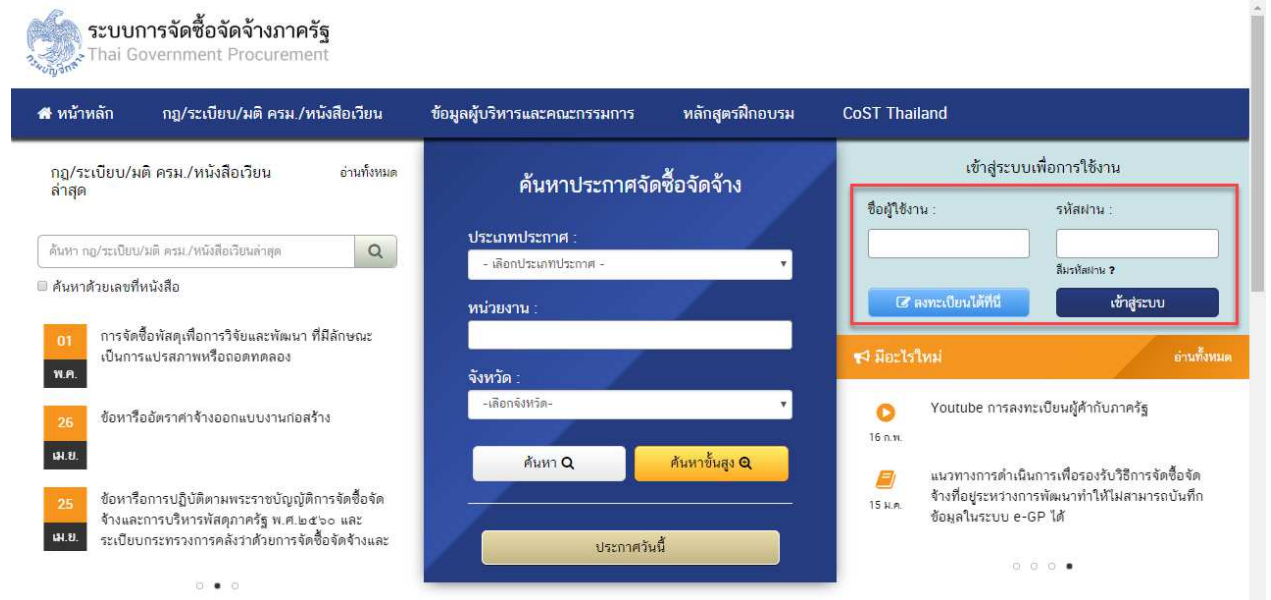 ระบบการจัดซื้อจัดจ้างภาครัฐ
Thai Government Procurement
กรมบัญชีกลาง
หน้าหลัก
กฎ/ระเบียบ/มติ ครม./หนังสือเวียน
ข้อมูลผู้บริหารและคณะกรรมการ
หลักสูตรฝึกอบรม
CoST Thailand
กฎ/ระเบียบ/มติ ครม./หนังสือเวียน
ล่าสุด
อ่านทั้งหมด
ค้นหา กฎ/ระเบียบ/มติ ครม./หนังสือเวียนล่าสุด
ค้นหาด้วยเลขที่หนังสือ
01
พ.ค.
การจัดซื้อพัสดุเพื่อการวิจัยและพัฒนา ที่มีลักษณะ
เป็นการแปรสภาพหรือถอดทดลอง
26
เม.ย.
ข้อหารืออัตราค่าจ้างออกแบบงานก่อสร้าง
25
เม.ย.
ข้อหารือการปฏิบัติตามพระราชบัญญัติการจัดซื้อจัด
จ้างและการบริหารพัสดุภาครัฐ พ.ศ.๒๕๖๐ และ
ระเบียบกระทรวงการคลังว่าด้วยการจัดซื้อจัดจ้างและ
ค้นหาประกาศจัดซื้อจัดจ้าง
ประเภทประกาศ :
- เลือกประเภทประกาศ -
หน่วยงาน :
จังหวัด :
-เลือกจังหวัด-
ค้นหา
ค้นหาขั้นสูง
ประกาศวันนี้
เข้าสู่ระบบเพื่อการใช้งาน
ชื่อผู้ใช้งาน :
รหัสผ่าน :
ลืมรหัสผ่าน ?
ลงทะเบียนได้ที่นี่
เข้าสู่ระบบ
มีอะไรใหม่
อ่านทั้งหมด
Youtube การลงทะเบียนผู้ค้ากับภาครัฐ
16 ก.พ.
แนวทางการดำเนินการเพื่อรองรับวิธีการจัดซื้อจัด
จ้างที่อยู่ระหว่างการพัฒนาทำให้ไม่สามารถบันทึก
ข้อมูลในระบบ e-GP ได้
15 ม.ค.